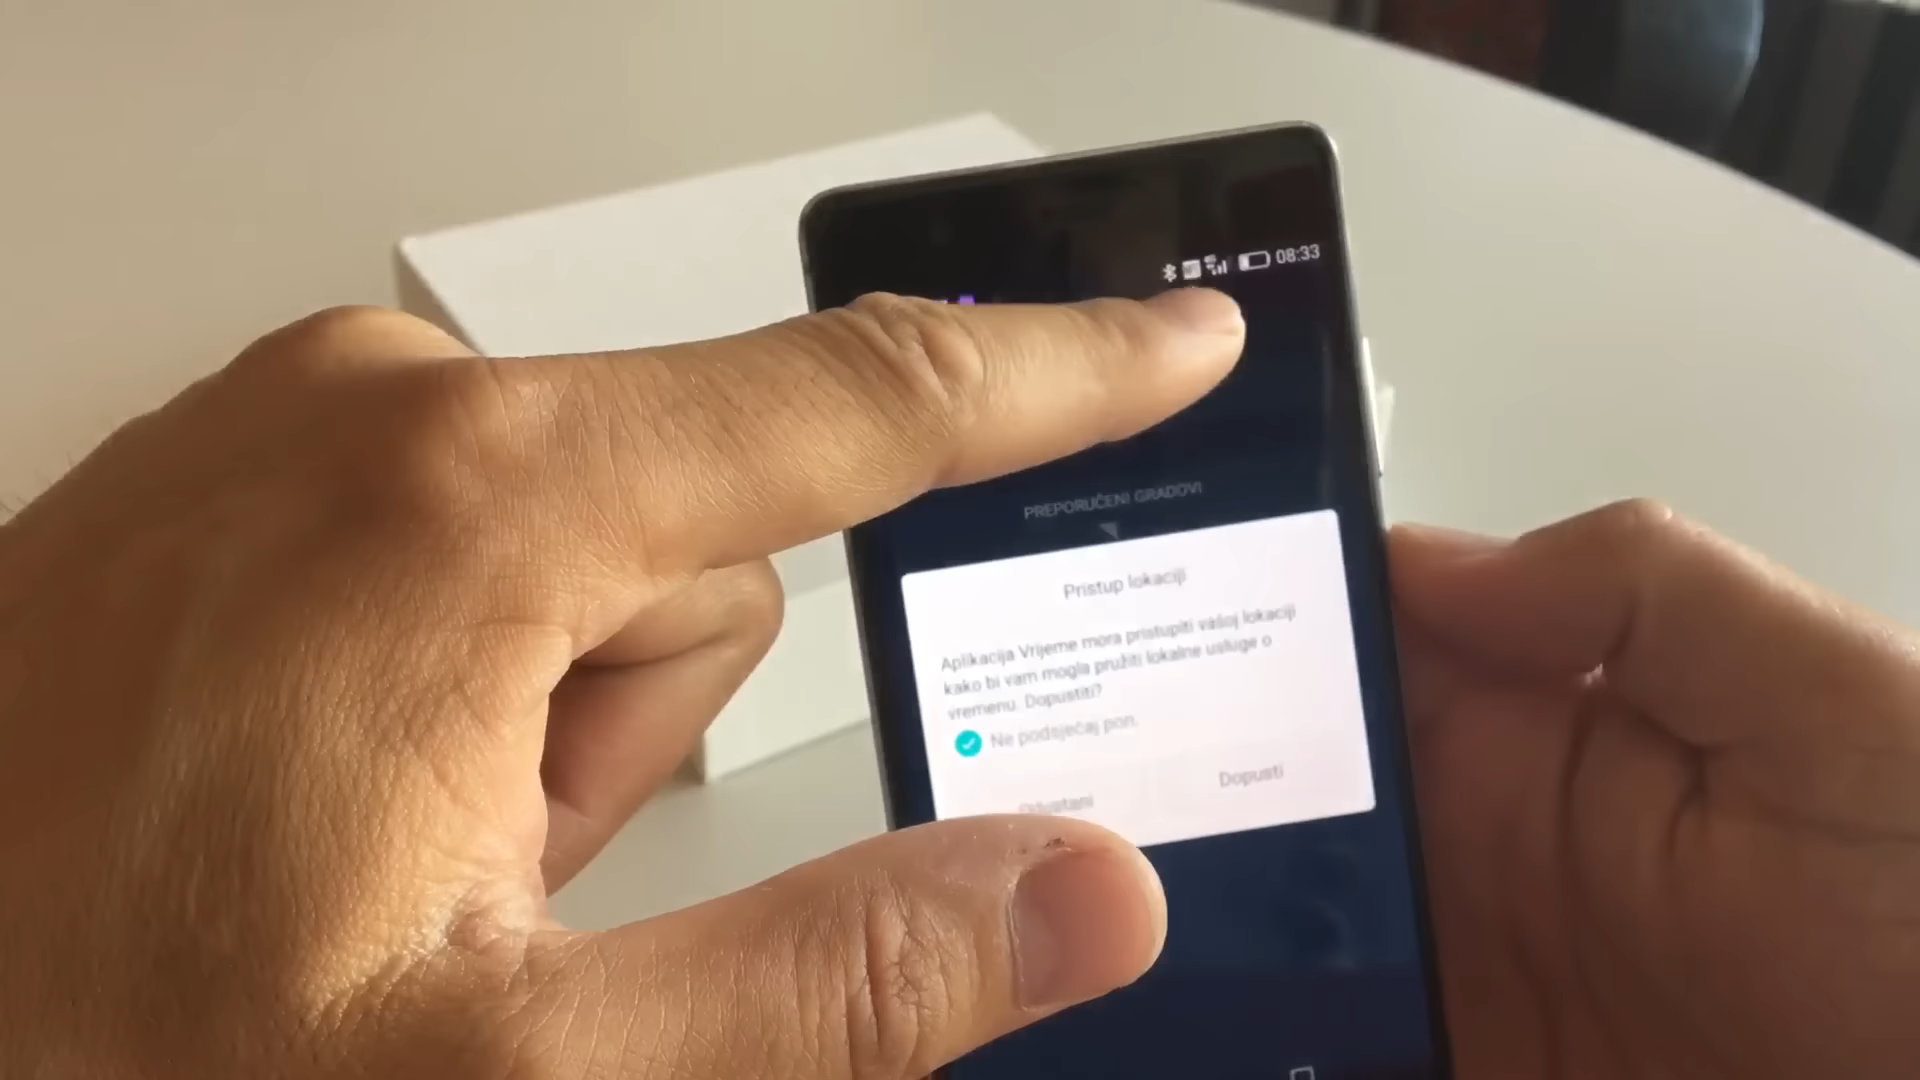 08:33
PREPORUČENI GRADOVI
Pristup lokaciji
Aplikacija Vrijeme mora pristupiti vašoj lokaciji
kako bi vam mogla pružiti lokalne usluge o
vremenu. Dopustiti?
Ne podsjećaj pon.
Odustani
Dopusti